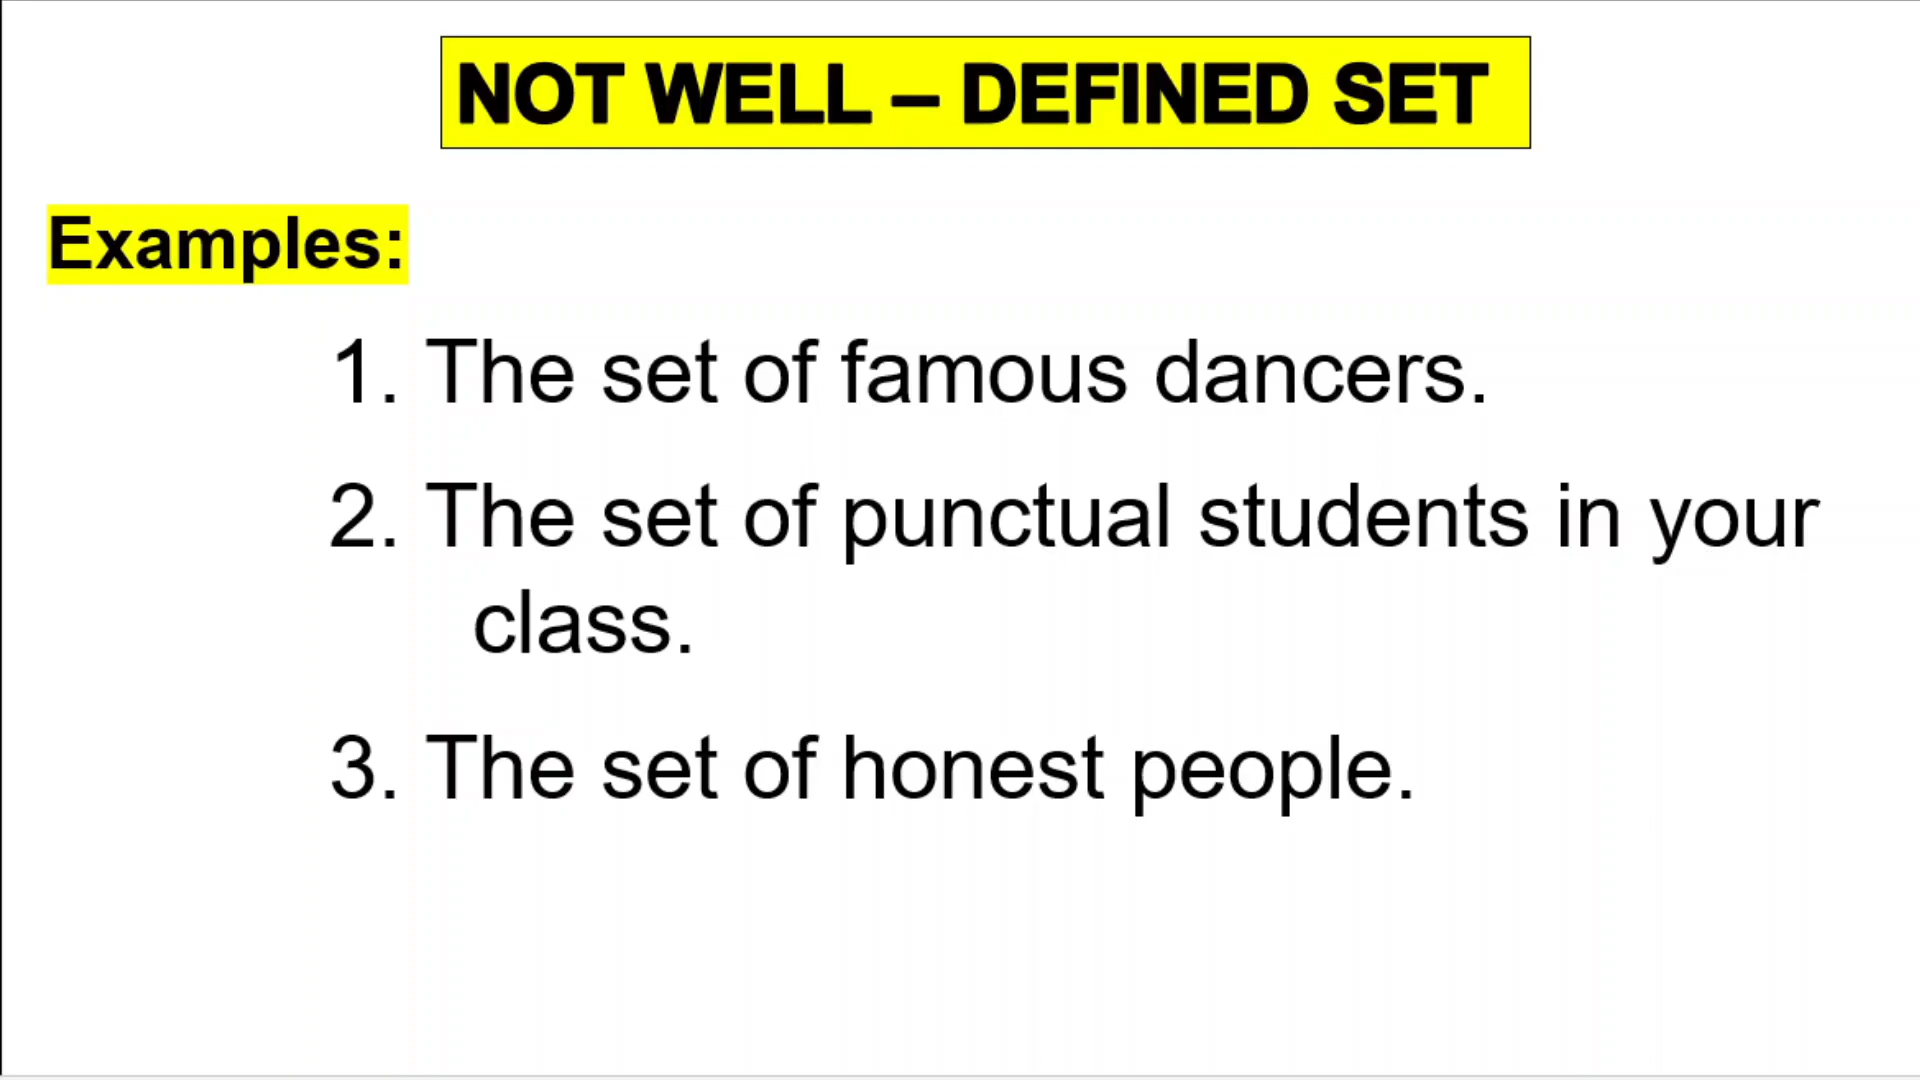 NOT WELL – DEFINED SET
Examples:
1. The set of famous dancers.
2. The set of punctual students in your
class.
3. The set of honest people.